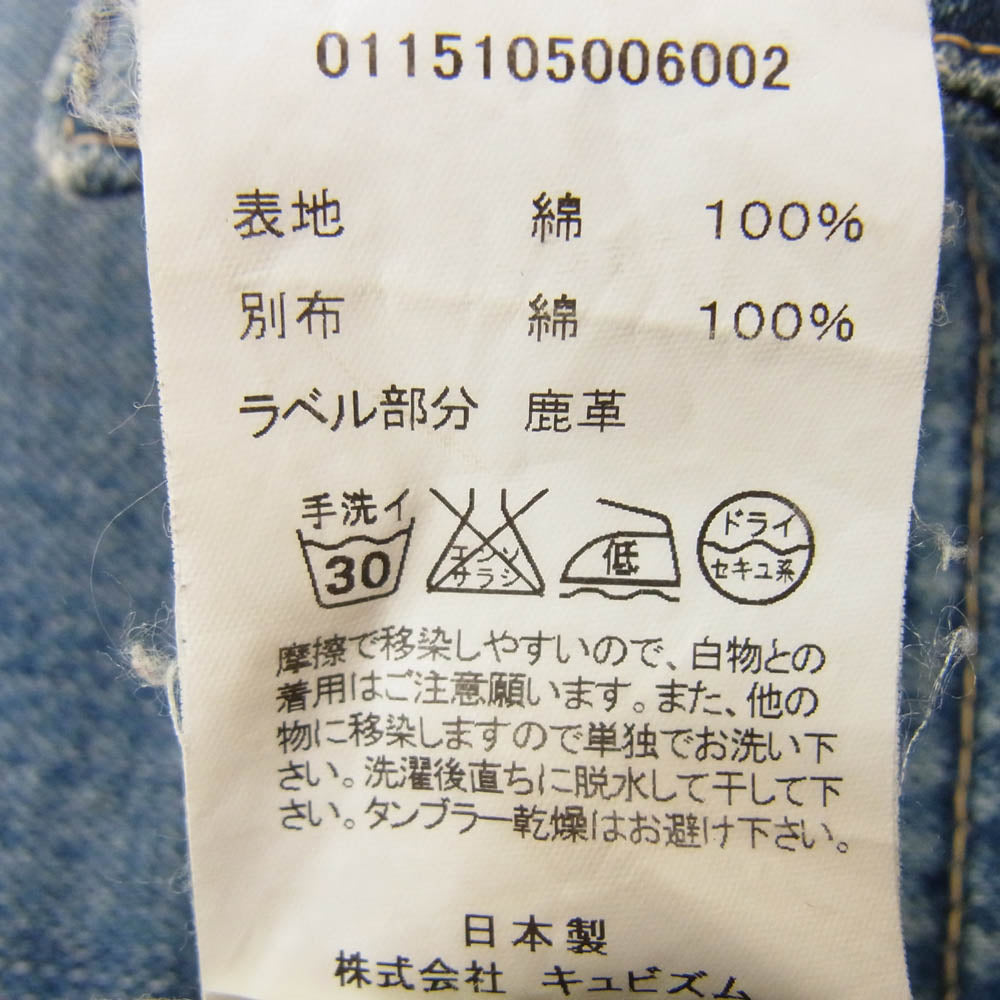 0115105006002
表地 綿 100%
別布 綿 100%
ラベル部分 鹿革
手洗イ
30
エンソ
サラシ
低
ドライ
セキユ系
摩擦で移染しやすいので、白物との
着用はご注意願います。また、他の
物に移染しますので単独でお洗い下
さい。洗濯後直ちに脱水して干して下
さい。タンブラー乾燥はお避け下さい。
日本製
株式会社 キュビズム